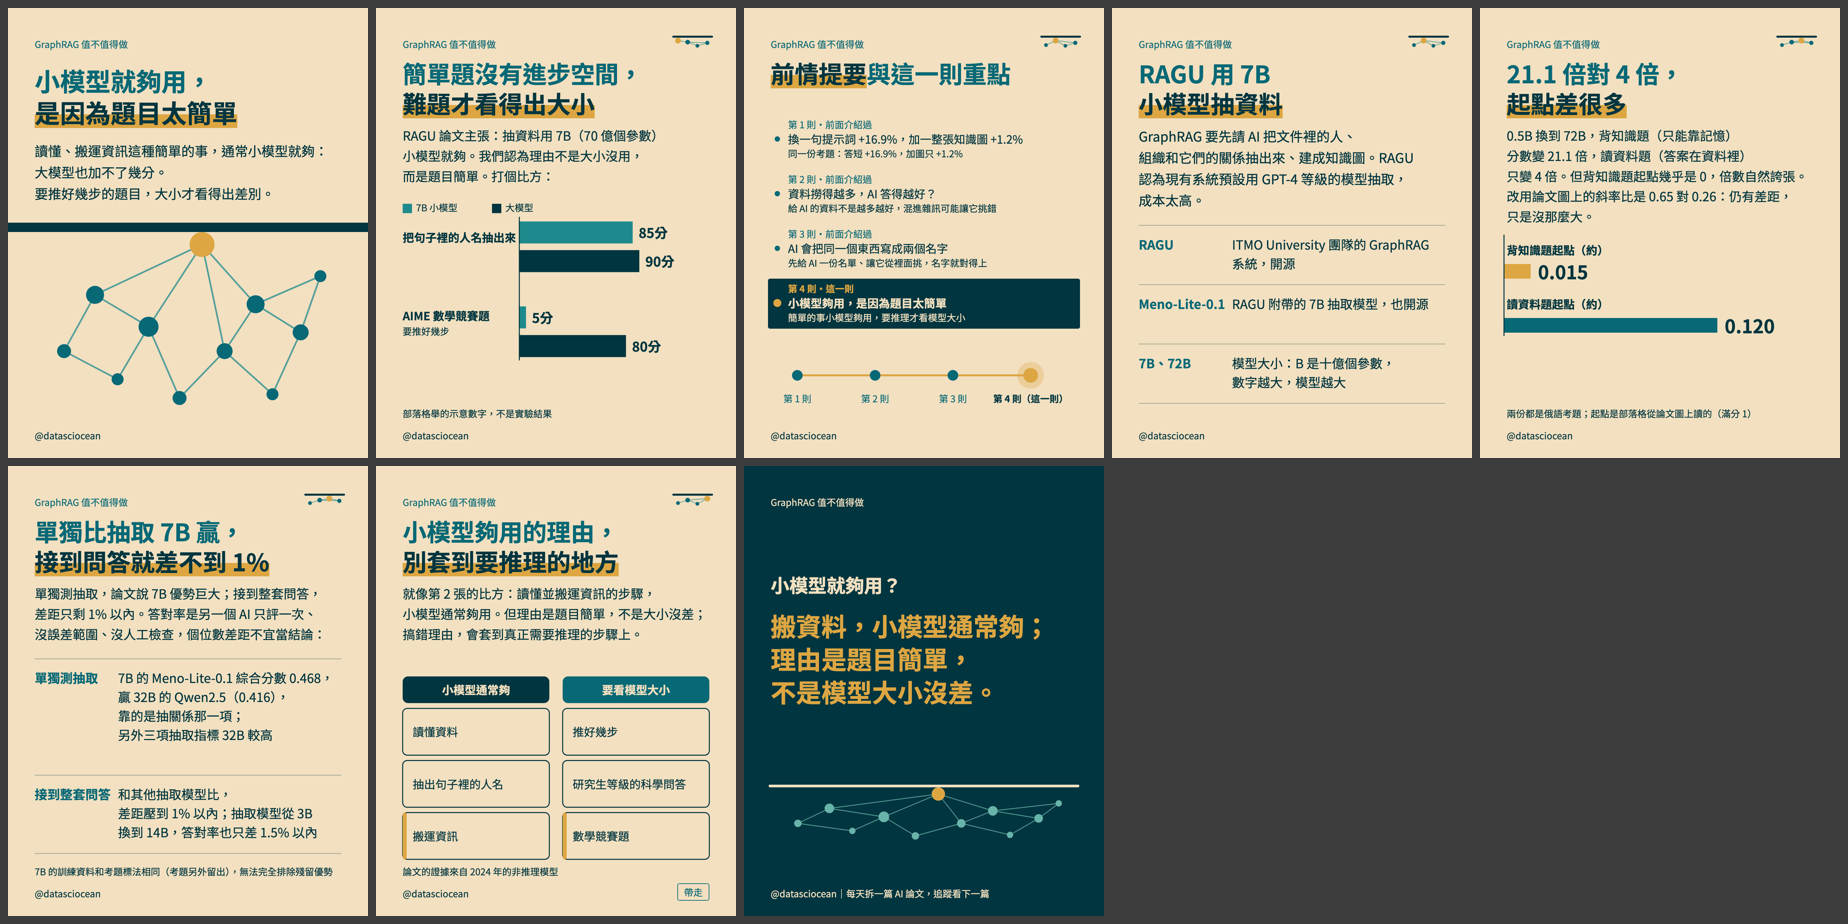 GraphRAG 值不值得做
小模型就夠用，
是因為題目太簡單
讀懂、搬運資訊這種簡單的事，通常小模型就夠：
大模型也加不了幾分。
要推好幾步的題目，大小才看得出差別。
@datasciocean
GraphRAG 值不值得做
簡單題沒有進步空間，
難題才看得出大小
RAGU 論文主張：抽資料用 7B（70 億個參數）
小模型就夠。我們認為理由不是大小沒用，
而是題目簡單。打個比方：
7B 小模型
大模型
把句子裡的人名抽出來
85分
90分
AIME 數學競賽題
要推好幾步
5分
80分
部落格舉的示意數字，不是實驗結果
@datasciocean
GraphRAG 值不值得做
前情提要與這一則重點
第 1 則・前面介紹過
換一句提示詞 +16.9%，加一整張知識圖 +1.2%
同一份考題：答短 +16.9%，加圖只 +1.2%
第 2 則・前面介紹過
資料撈得越多，AI 答得越好？
給 AI 的資料不是越多越好，混進雜訊可能讓它挑錯
第 3 則・前面介紹過
AI 會把同一個東西寫成兩個名字
先給 AI 一份名單、讓它從裡面挑，名字就對得上
第 4 則・這一則
小模型夠用，是因為題目太簡單
簡單的事小模型夠用，要推理才看模型大小
第 1 則
第 2 則
第 3 則
第 4 則（這一則）
@datasciocean
GraphRAG 值不值得做
RAGU 用 7B
小模型抽資料
GraphRAG 要先請 AI 把文件裡的人、
組織和它們的關係抽出來、建成知識圖。RAGU
認為現有系統預設用 GPT-4 等級的模型抽取，
成本太高。
RAGU
ITMO University 團隊的 GraphRAG
系統，開源
Meno-Lite-0.1
RAGU 附帶的 7B 抽取模型，也開源
7B、72B
模型大小：B 是十億個參數，
數字越大，模型越大
@datasciocean
GraphRAG 值不值得做
21.1 倍對 4 倍，
起點差很多
0.5B 換到 72B，背知識題（只能靠記憶）
分數變 21.1 倍，讀資料題（答案在資料裡）
只變 4 倍。但背知識題起點幾乎是 0，倍數自然誇張。
改用論文圖上的斜率比是 0.65 對 0.26：仍有差距，
只是沒那麼大。
背知識題起點（約）
0.015
讀資料題起點（約）
0.120
兩份都是俄語考題；起點是部落格從論文圖上讀的（滿分 1）
@datasciocean
GraphRAG 值不值得做
單獨比抽取 7B 贏，
接到問答就差不到 1%
單獨測抽取，論文說 7B 優勢巨大；接到整套問答，
差距只剩 1% 以內。答對率是另一個 AI 只評一次、
沒誤差範圍、沒人工檢查，個位數差距不宜當結論：
單獨測抽取
7B 的 Meno-Lite-0.1 綜合分數 0.468，
贏 32B 的 Qwen2.5（0.416），
靠的是抽關係那一項；
另外三項抽取指標 32B 較高
接到整套問答
和其他抽取模型比，
差距壓到 1% 以內；抽取模型從 3B
換到 14B，答對率也只差 1.5% 以內
7B 的訓練資料和考題標法相同（考題另外留出），無法完全排除殘留優勢
@datasciocean
GraphRAG 值不值得做
小模型夠用的理由，
別套到要推理的地方
就像第 2 張的比方：讀懂並搬運資訊的步驟，
小模型通常夠用。但理由是題目簡單，不是大小沒差；
搞錯理由，會套到真正需要推理的步驟上。
小模型通常夠
要看模型大小
讀懂資料
推好幾步
抽出句子裡的人名
研究生等級的科學問答
搬運資訊
數學競賽題
論文的證據來自 2024 年的非推理模型
@datasciocean
帶走
GraphRAG 值不值得做
小模型就夠用？
搬資料，小模型通常夠；
理由是題目簡單，
不是模型大小沒差。
@datasciocean｜每天拆一篇 AI 論文，追蹤看下一篇